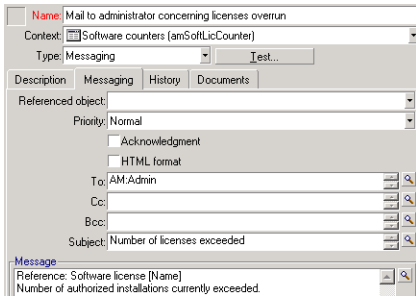 Name: Mail to administrator concerning licenses overrun
Context: Software counters (amSoftLicCounter)
Type: Messaging Test...
Description Messaging History Documents
Referenced object:
Priority: Normal
Acknowledgment
HTML format
To: AM:Admin
Cc:
Bcc:
Subject: Number of licenses exceeded
Message
Reference: Software license [Name]
Number of authorized installations currently exceeded.